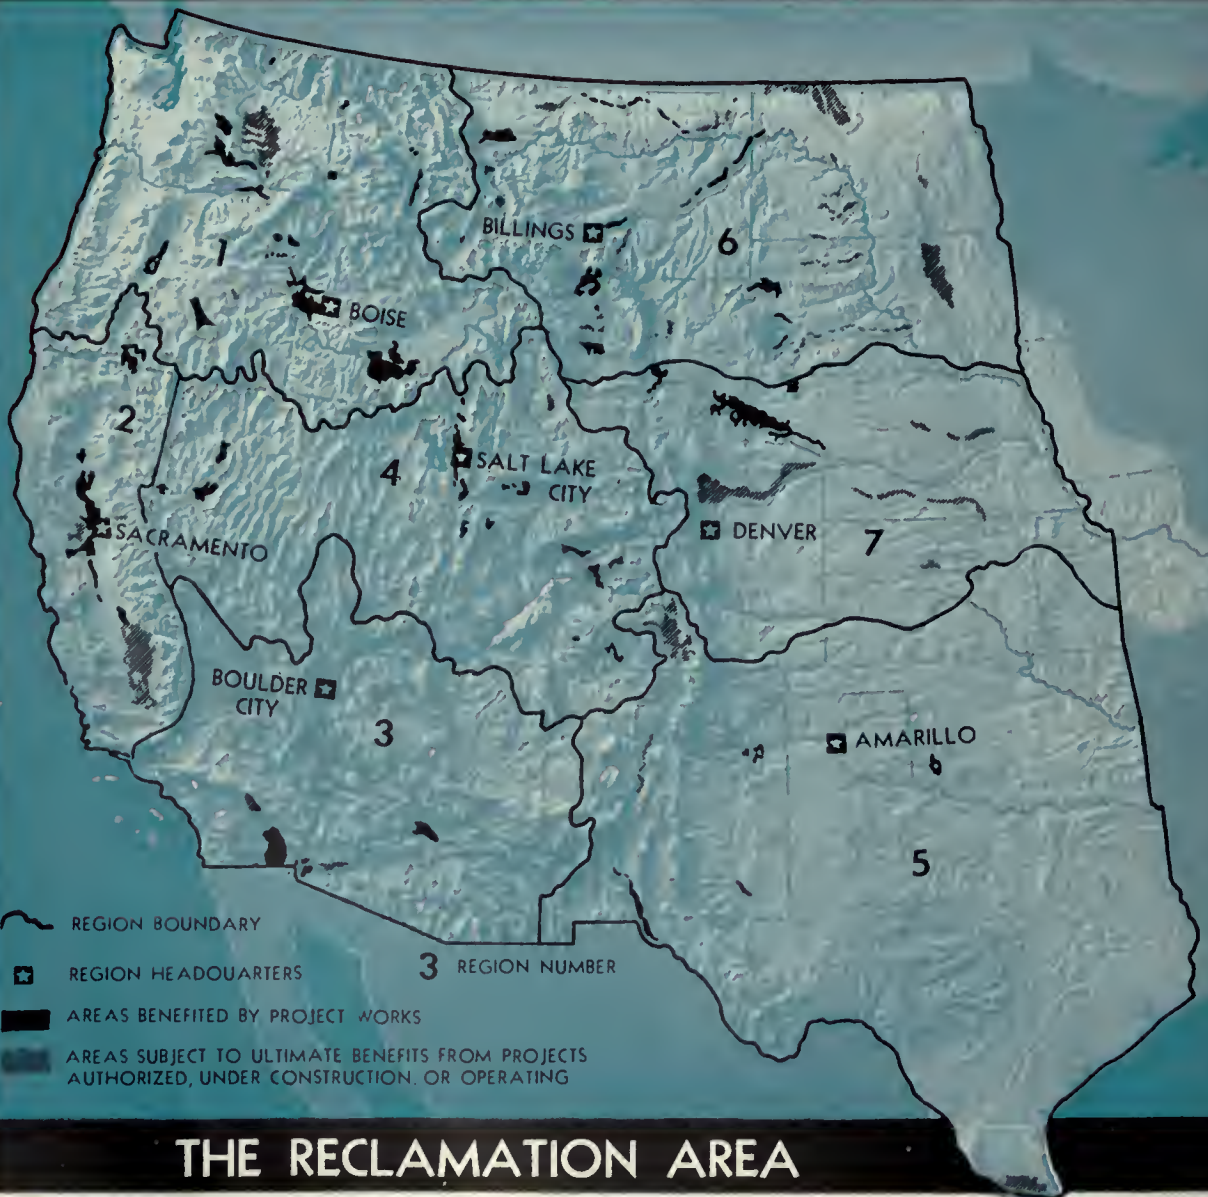 BILLINGS
6
1
BOISE
2
4
SALT LAKE
CITY
SACRAMENTO
DENVER
7
BOULDER
CITY
3
AMARILLO
5
REGION BOUNDARY
REGION HEADQUARTERS
3 REGION NUMBER
AREAS BENEFITED BY PROJECT WORKS
AREAS SUBJECT TO ULTIMATE BENEFITS FROM PROJECTS
AUTHORIZED, UNDER CONSTRUCTION, OR OPERATING
THE RECLAMATION AREA